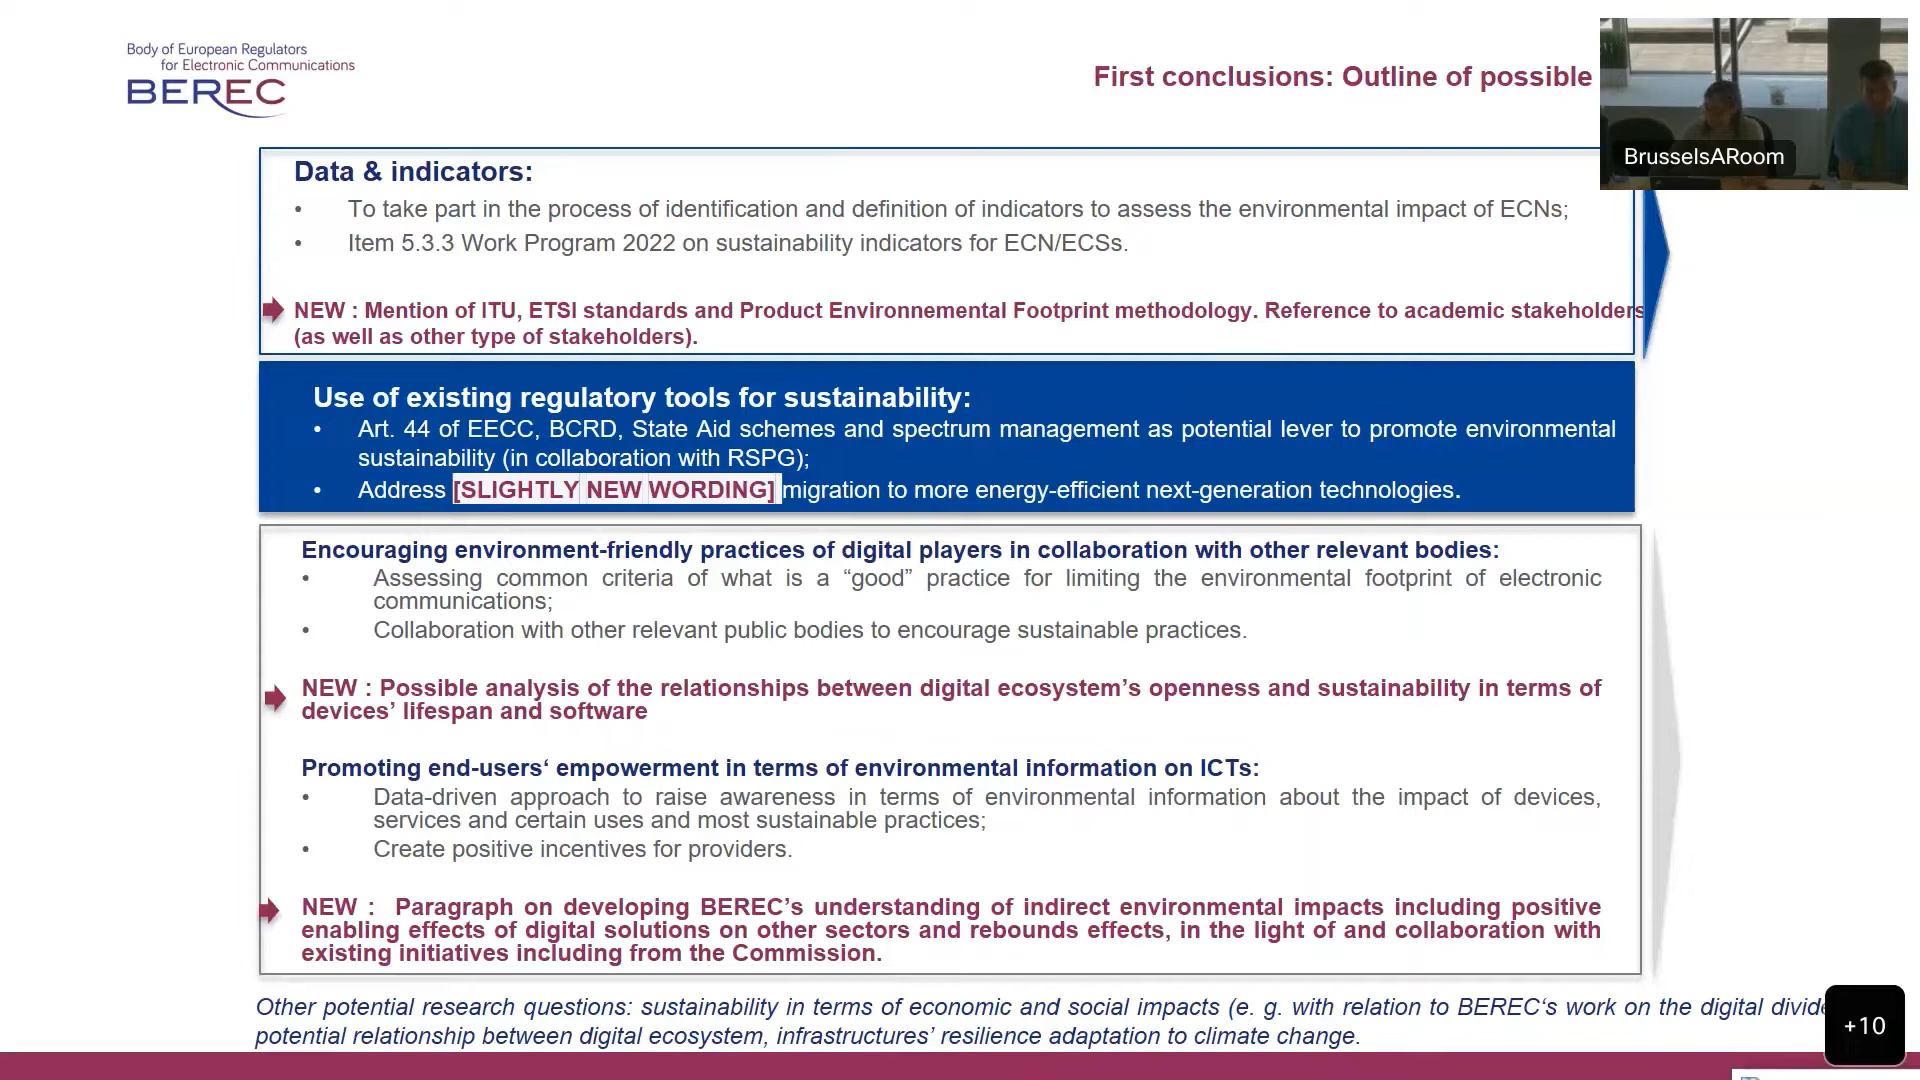 Body of European Regulators
for Electronic Communications
BEREC
First conclusions: Outline of possible
BrusselsARoom
Data & indicators:
• To take part in the process of identification and definition of indicators to assess the environmental impact of ECNs;
• Item 5.3.3 Work Program 2022 on sustainability indicators for ECN/ECSs.
NEW : Mention of ITU, ETSI standards and Product Environnemental Footprint methodology. Reference to academic stakeholders
(as well as other type of stakeholders).
Use of existing regulatory tools for sustainability:
• Art. 44 of EECC, BCRD, State Aid schemes and spectrum management as potential lever to promote environmental
sustainability (in collaboration with RSPG);
• Address [SLIGHTLY NEW WORDING] migration to more energy-efficient next-generation technologies.
Encouraging environment-friendly practices of digital players in collaboration with other relevant bodies:
• Assessing common criteria of what is a “good” practice for limiting the environmental footprint of electronic
communications;
• Collaboration with other relevant public bodies to encourage sustainable practices.
NEW : Possible analysis of the relationships between digital ecosystem’s openness and sustainability in terms of
devices’ lifespan and software
Promoting end-users‘ empowerment in terms of environmental information on ICTs:
• Data-driven approach to raise awareness in terms of environmental information about the impact of devices,
services and certain uses and most sustainable practices;
• Create positive incentives for providers.
NEW : Paragraph on developing BEREC’s understanding of indirect environmental impacts including positive
enabling effects of digital solutions on other sectors and rebounds effects, in the light of and collaboration with
existing initiatives including from the Commission.
Other potential research questions: sustainability in terms of economic and social impacts (e. g. with relation to BEREC‘s work on the digital divide
potential relationship between digital ecosystem, infrastructures’ resilience adaptation to climate change.
+10